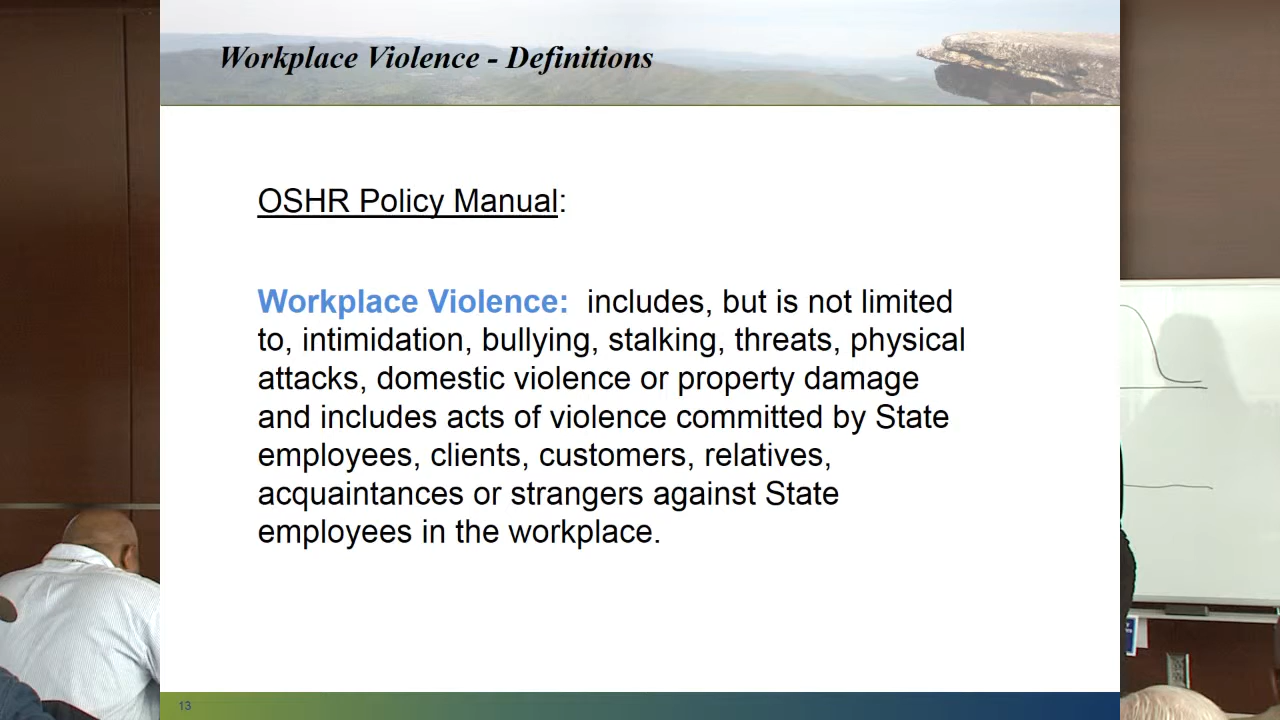 Workplace Violence - Definitions
OSHR Policy Manual:
Workplace Violence: includes, but is not limited
to, intimidation, bullying, stalking, threats, physical
attacks, domestic violence or property damage
and includes acts of violence committed by State
employees, clients, customers, relatives,
acquaintances or strangers against State
employees in the workplace.
13